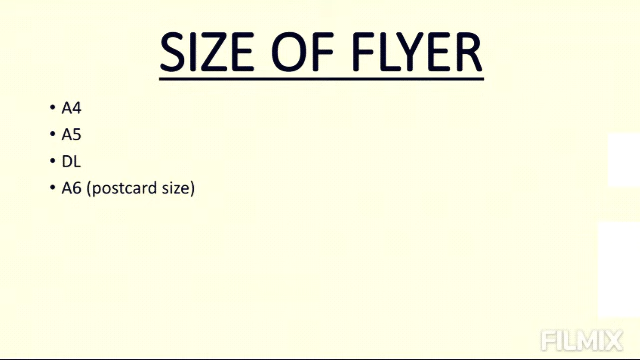 SIZE OF FLYER
• A4
• A5
• DL
• A6 (postcard size)
FILMIX